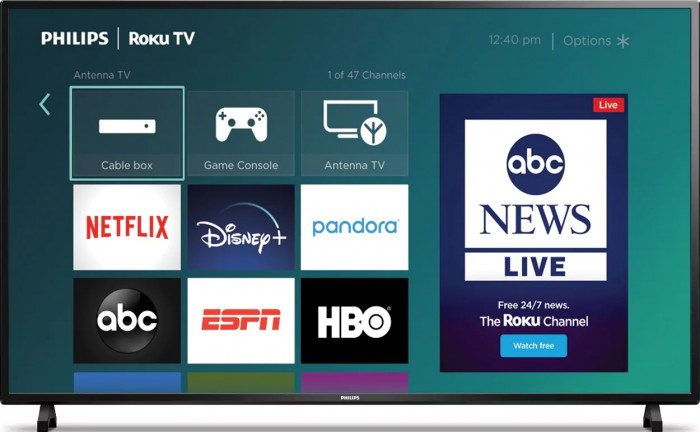 PHILIPS | Roku TV
12:40 pm | Options
Antenna TV
1 of 47 Channels
Cable box
Game Console
Antenna TV
NETFLIX
Disney+
pandora
abc
ESPN
HBO
Live
abc
NEWS
LIVE
Free 24/7 news.
The Roku Channel
Watch free
PHILIPS